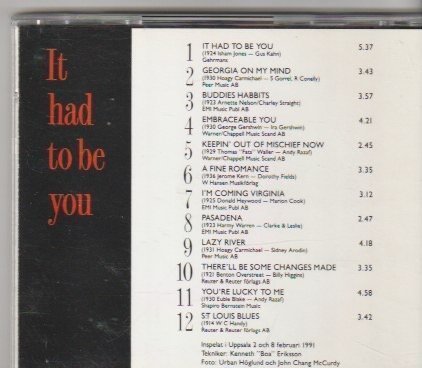 It
had
to be
you
1 IT HAD TO BE YOU 5.37
(1924 Isham Jones — Gus Kahn)
Gehrmans
2 GEORGIA ON MY MIND 3.43
(1930 Hoagy Carmichael — S Gorrel, R Conelly)
Peer Music AB
3 BUDDIES HABBITS 3.57
(1923 Arnette Nelson/Charley Straight)
EMI Music Publ AB
4 EMBRACEABLE YOU 4.21
(1930 George Gershwin — Ira Gershwin)
Warner/Chappell Music Scand AB
5 KEEPIN' OUT OF MISCHIEF NOW 2.45
(1929 Thomas "Fats" Waller — Andy Razaf)
Warner/Chappell Music Scand AB
6 A FINE ROMANCE 3.35
(1936 Jerome Kern — Dorothy Fields)
W Hansen Musikförlag
7 I'M COMING VIRGINIA 3.12
(1925 Donald Heywood — Marion Cook)
EMI Music Publ AB
8 PASADENA 2.47
(1923 Harry Warren — Clarke & Leslie)
EMI Music Publ AB
9 LAZY RIVER 4.18
(1931 Hoagy Carmichael — Sidney Arodin)
Peer Music AB
10 THERE'LL BE SOME CHANGES MADE 3.35
(1921 Benton Overstreet — Billy Higgins)
Reuter & Reuter förlags AB
11 YOU'RE LUCKY TO ME 4.58
(1930 Eubie Blake — Andy Razaf)
Shapiro Bernstein Music
12 ST LOUIS BLUES 3.42
(1914 W C Handy)
Reuter & Reuter förlags AB
Inspelat i Uppsala 2 och 8 februari 1991
Tekniker: Kenneth "Boa" Eriksson
Foto: Urban Höglund och John Chang McCurdy